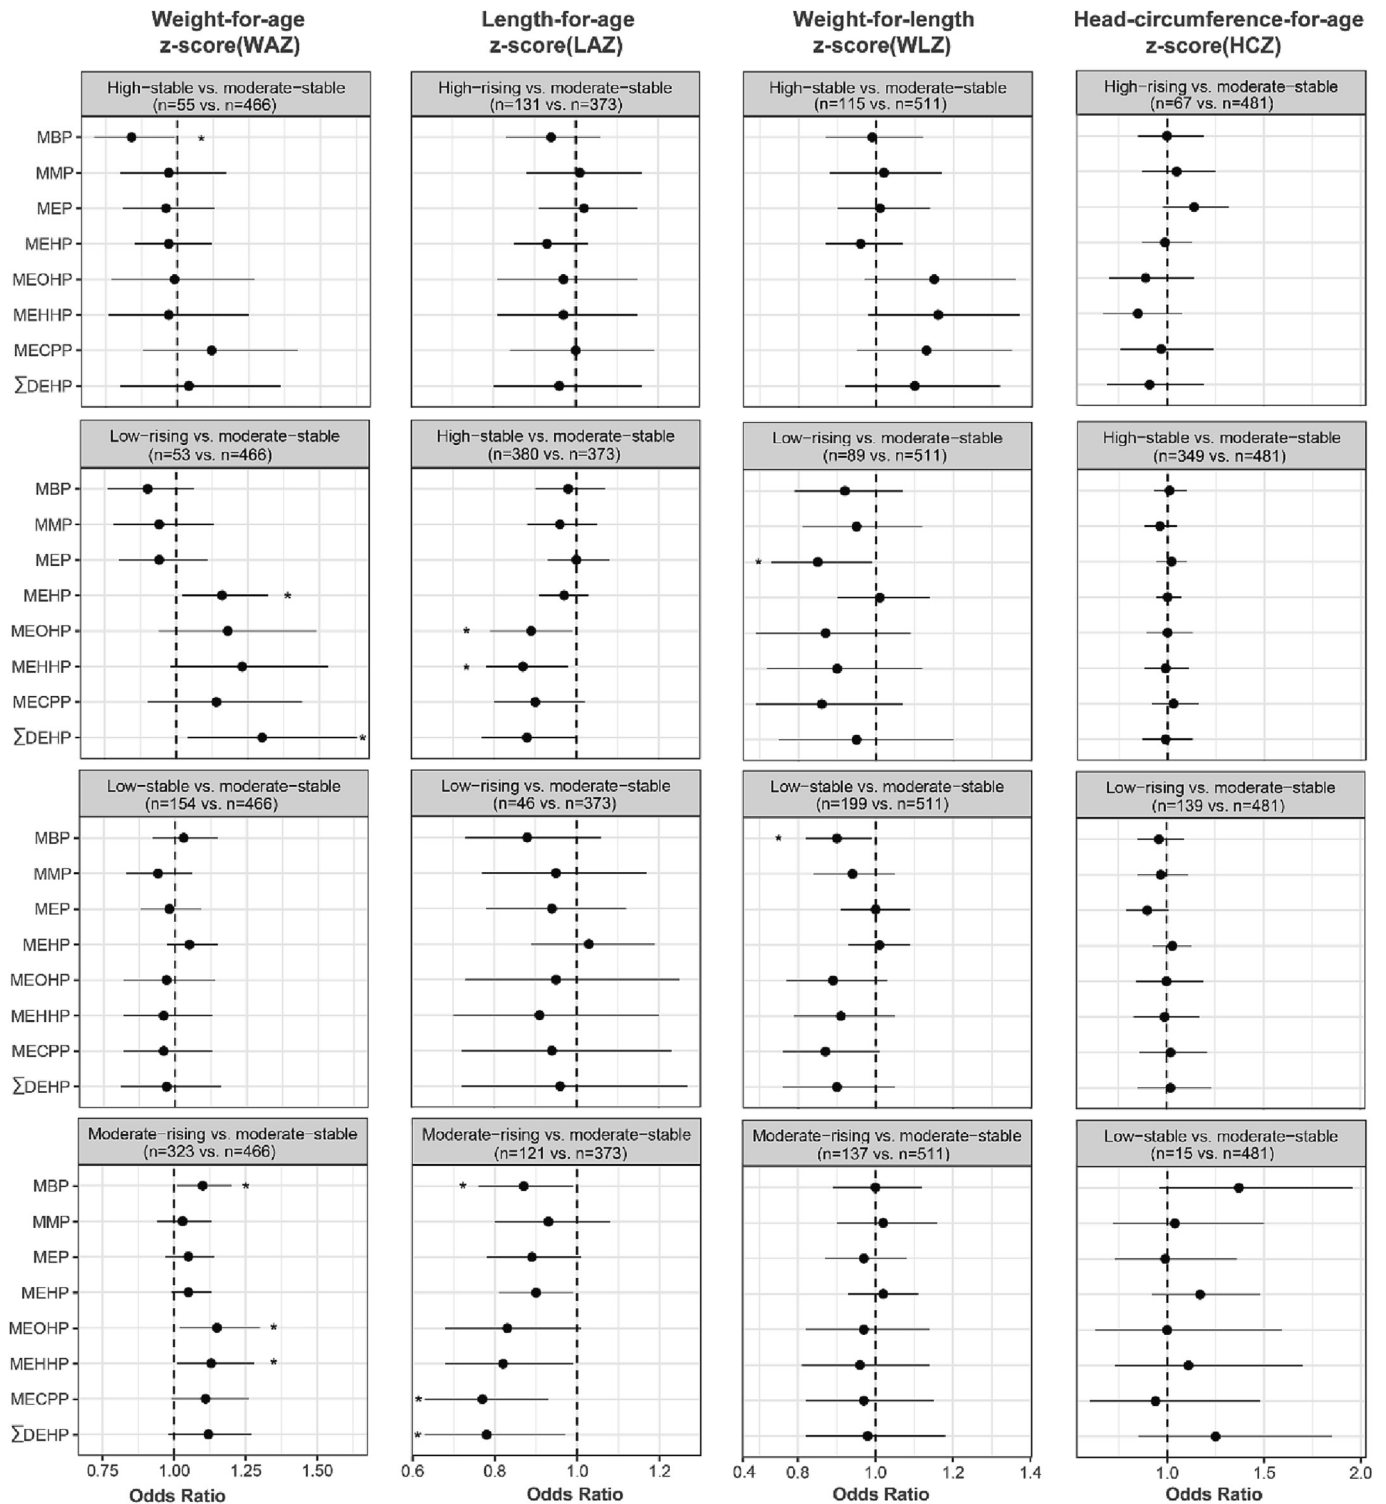 Weight-for-age
z-score(WAZ)
Length-for-age
z-score(LAZ)
Weight-for-length
z-score(WLZ)
Head-circumference-for-age
z-score(HCZ)
High−stable vs. moderate−stable
(n=55 vs. n=466)
High−rising vs. moderate−stable
(n=131 vs. n=373)
High−stable vs. moderate−stable
(n=115 vs. n=511)
High−rising vs. moderate−stable
(n=67 vs. n=481)
MBP
*
MMP
MEP
MEHP
MEOHP
MEHHP
MECPP
∑DEHP
Low−rising vs. moderate−stable
(n=53 vs. n=466)
High−stable vs. moderate−stable
(n=380 vs. n=373)
Low−rising vs. moderate−stable
(n=89 vs. n=511)
High−stable vs. moderate−stable
(n=349 vs. n=481)
MBP
MMP
MEP
*
MEHP
*
MEOHP
*
MEHHP
*
MECPP
∑DEHP
*
Low−stable vs. moderate−stable
(n=154 vs. n=466)
Low−rising vs. moderate−stable
(n=46 vs. n=373)
Low−stable vs. moderate−stable
(n=199 vs. n=511)
Low−rising vs. moderate−stable
(n=139 vs. n=481)
MBP
*
MMP
MEP
MEHP
MEOHP
MEHHP
MECPP
∑DEHP
Moderate−rising vs. moderate−stable
(n=323 vs. n=466)
Moderate−rising vs. moderate−stable
(n=121 vs. n=373)
Moderate−rising vs. moderate−stable
(n=137 vs. n=511)
Low−stable vs. moderate−stable
(n=15 vs. n=481)
MBP
* *
MMP
MEP
MEHP
MEOHP
*
MEHHP
*
MECPP
*
∑DEHP
*
0.75 1.00 1.25 1.50
0.6 0.8 1.0 1.2
0.4 0.8 1.0 1.2 1.4
1.0 1.5 2.0
Odds Ratio
Odds Ratio
Odds Ratio
Odds Ratio